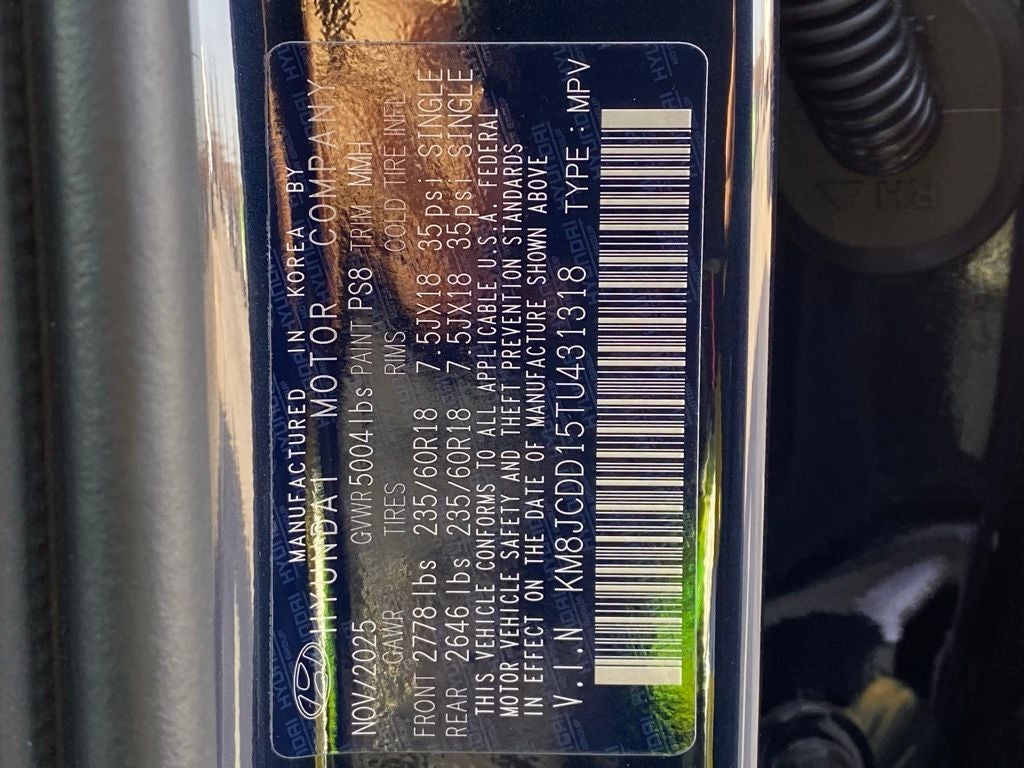 MANUFACTURED IN KOREA BY
HYUNDAI MOTOR COMPANY
NOV/2025 GVWR 5004 lbs PAINT PS8 TRIM MMH
GAWR TIRES RIMS COLD TIRE INFL
FRONT 2778 lbs 235/60R18 7.5JX18 35psi SINGLE
REAR 2646 lbs 235/60R18 7.5JX18 35psi SINGLE
THIS VEHICLE CONFORMS TO ALL APPLICABLE U.S.A. FEDERAL
MOTOR VEHICLE SAFETY AND THEFT PREVENTION STANDARDS
IN EFFECT ON THE DATE OF MANUFACTURE SHOWN ABOVE
V.I.N KM8JCDD15TU431318 TYPE : MPV
RH